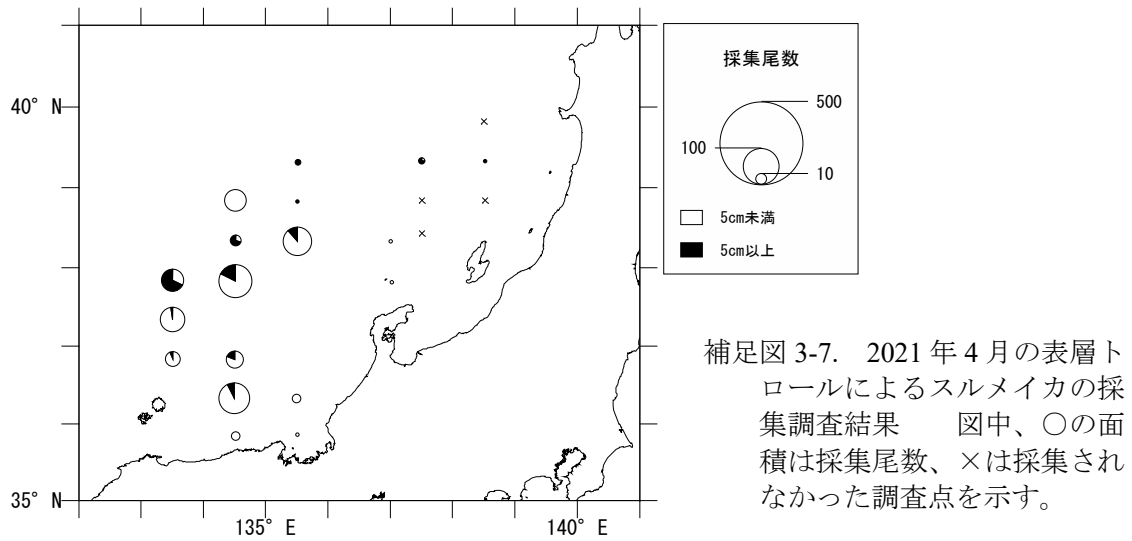 40° N
35° N
135° E
140° E
採集尾数
500
100
10
5cm未満
5cm以上
補足図 3-7. 2021 年 4 月の表層ト
ロールによるスルメイカの採
集調査結果 図中、○の面
積は採集尾数、×は採集され
なかった調査点を示す。